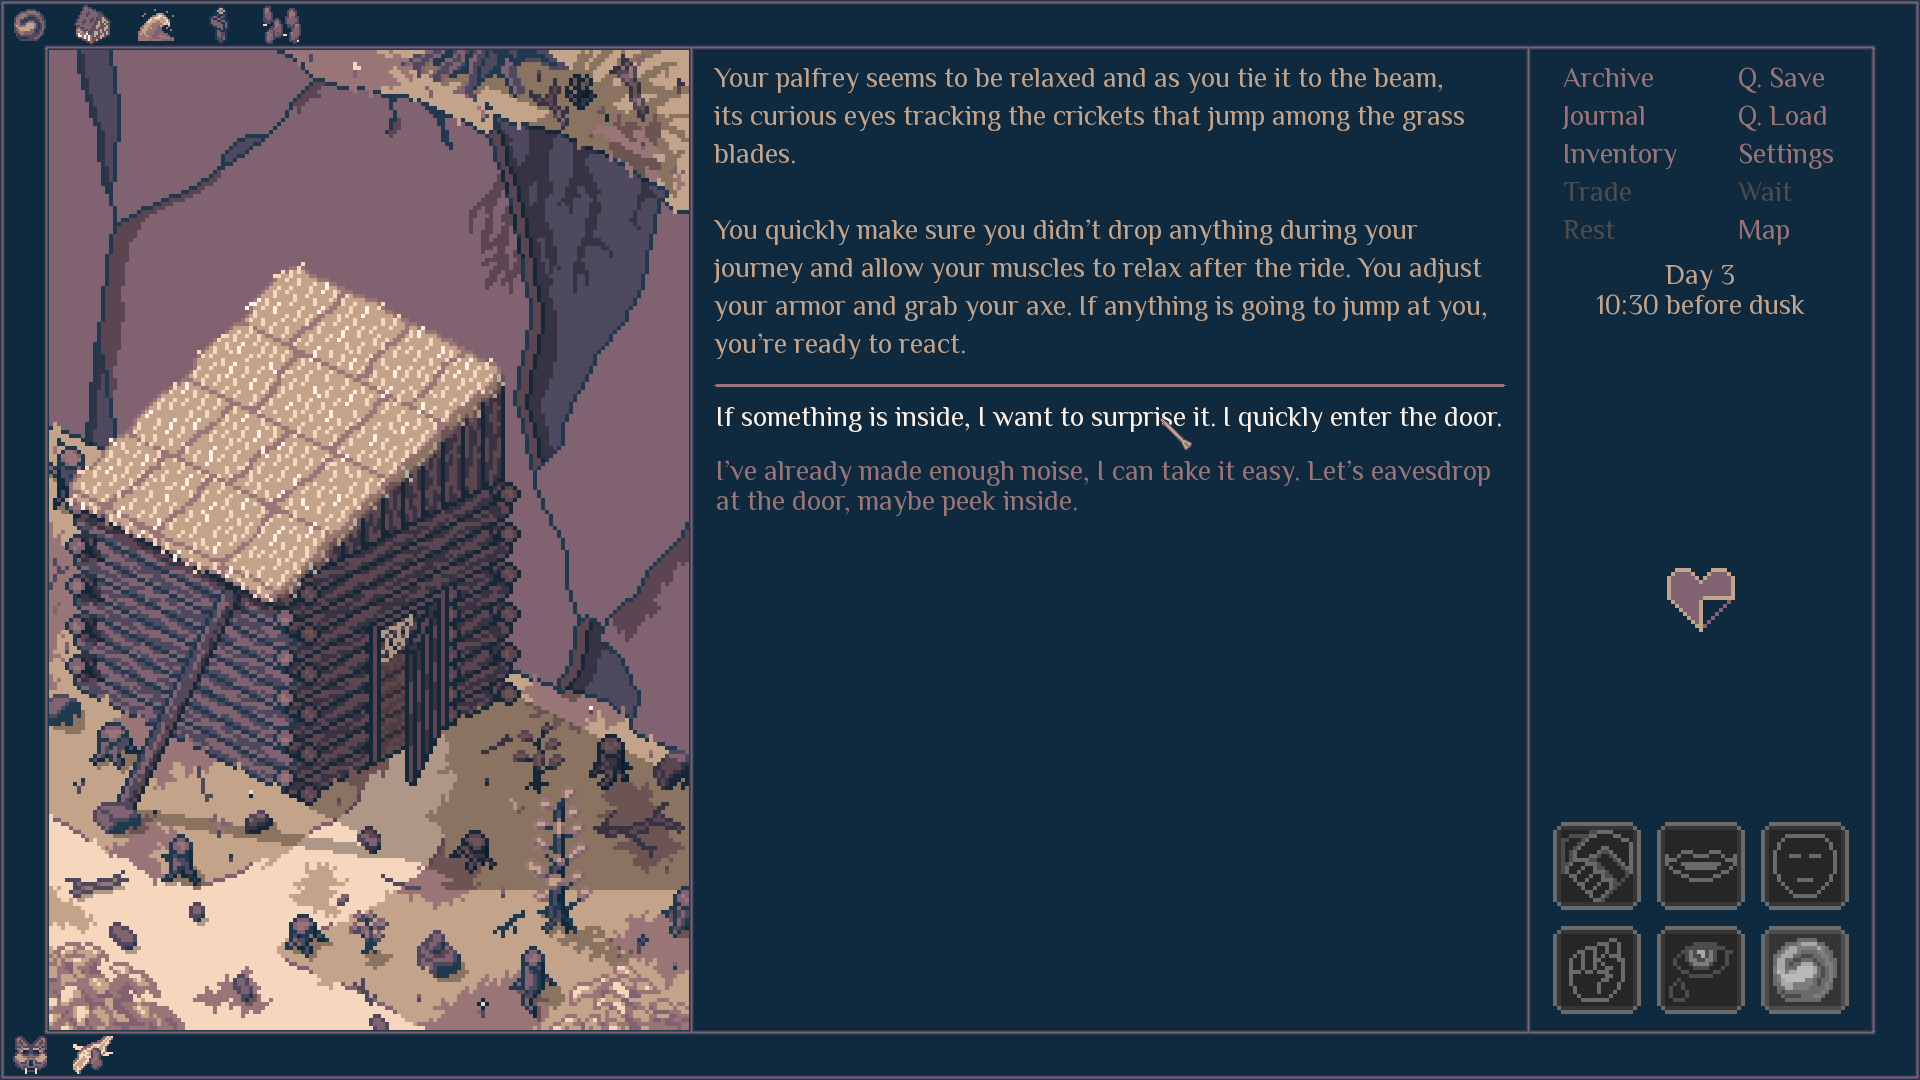 Your palfrey seems to be relaxed and as you tie it to the beam,
its curious eyes tracking the crickets that jump among the grass
blades.
You quickly make sure you didn’t drop anything during your
journey and allow your muscles to relax after the ride. You adjust
your armor and grab your axe. If anything is going to jump at you,
you’re ready to react.
If something is inside, I want to surprise it. I quickly enter the door.
I’ve already made enough noise, I can take it easy. Let’s eavesdrop
at the door, maybe peek inside.
Archive Q. Save
Journal Q. Load
Inventory Settings
Trade Wait
Rest Map
Day 3
10:30 before dusk